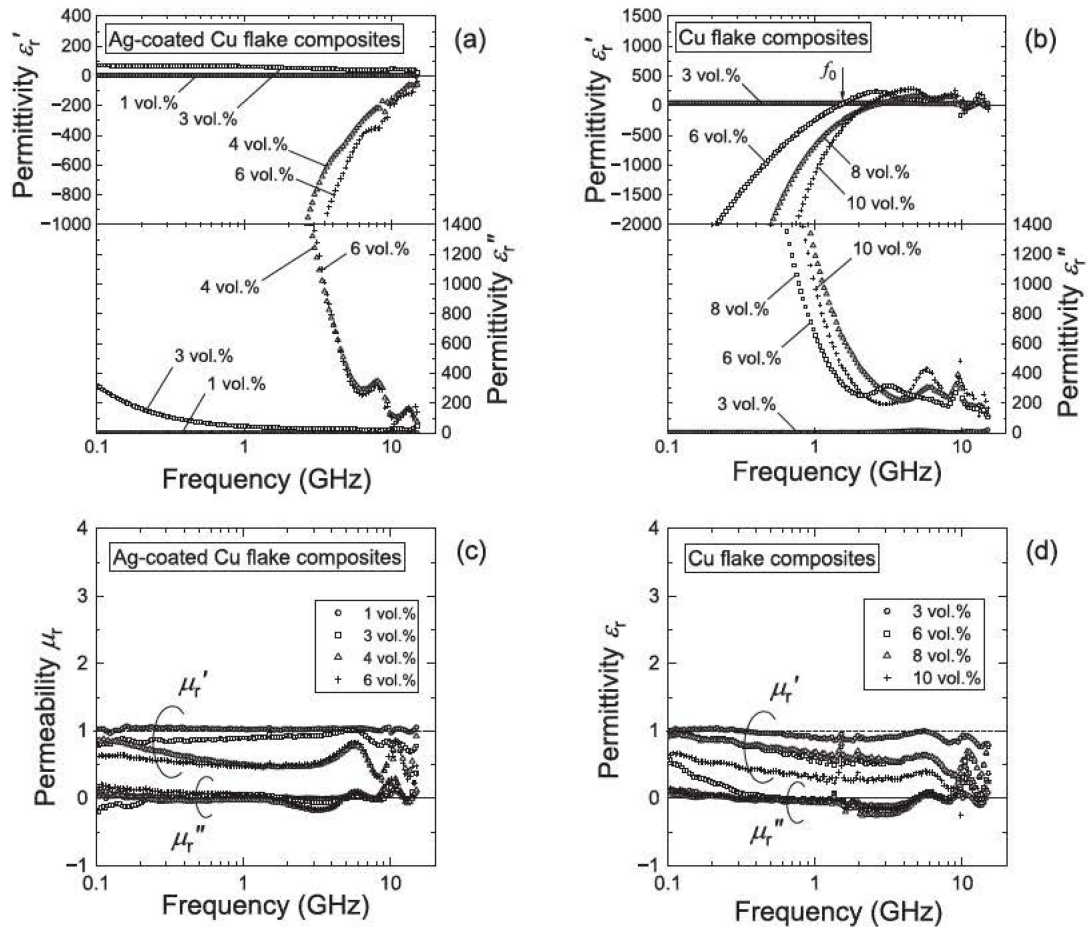 Ag-coated Cu flake composites
(a)
Permittivity εr′
400
200
0
−200
−400
−600
−800
−1000
1 vol.%
3 vol.%
4 vol.%
6 vol.%
1400
1200
1000
800
600
400
200
0
Permittivity εr″
6 vol.%
4 vol.%
3 vol.%
1 vol.%
0.1
1
10
Frequency (GHz)
Cu flake composites
(b)
Permittivity εr′
1500
1000
500
0
−500
−1000
−1500
−2000
3 vol.%
f0
6 vol.%
8 vol.%
10 vol.%
1400
1200
1000
800
600
400
200
0
Permittivity εr″
10 vol.%
8 vol.%
6 vol.%
3 vol.%
0.1
1
10
Frequency (GHz)
Ag-coated Cu flake composites
(c)
Permeability μr
4
3
2
1
0
−1
1 vol.%
3 vol.%
4 vol.%
6 vol.%
μr′
μr″
0.1
1
10
Frequency (GHz)
Cu flake composites
(d)
Permittivity εr
4
3
2
1
0
−1
3 vol.%
6 vol.%
8 vol.%
10 vol.%
μr′
μr″
0.1
1
10
Frequency (GHz)